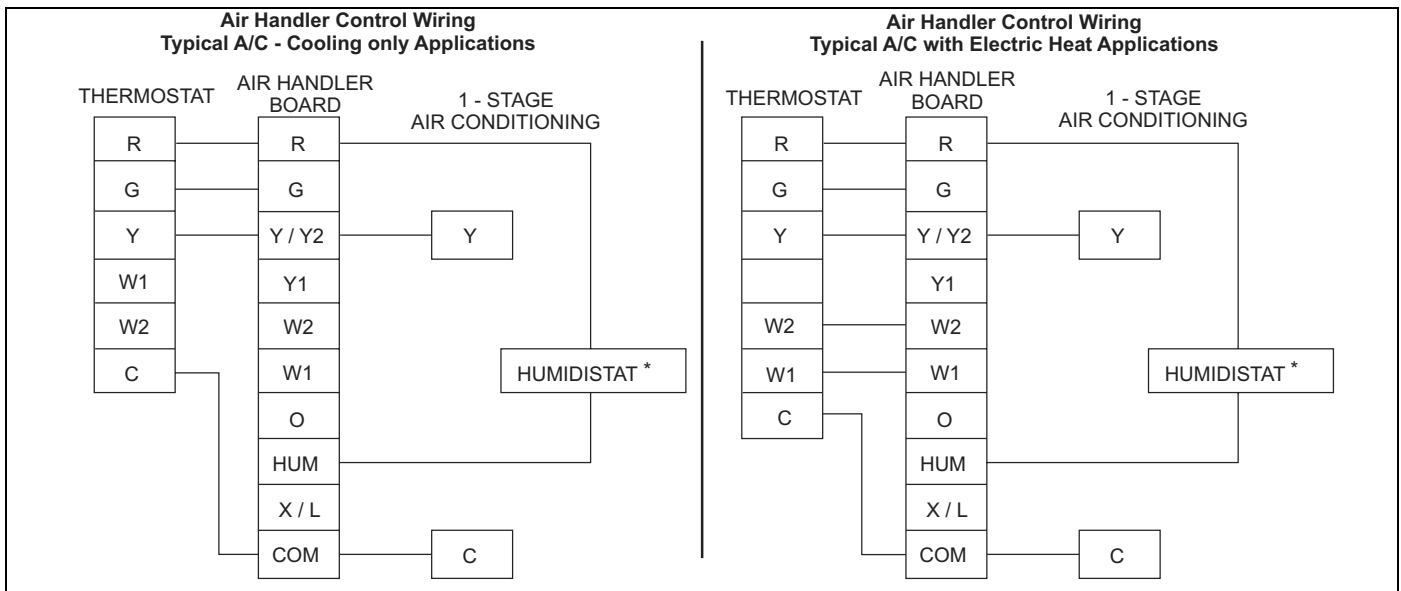 Air Handler Control Wiring
Typical A/C - Cooling only Applications
THERMOSTAT
AIR HANDLER
BOARD
1 - STAGE
AIR CONDITIONING
R
G
Y
W1
W2
C
R
G
Y / Y2
Y1
W2
W1
O
HUM
X / L
COM
Y
HUMIDISTAT *
C
Air Handler Control Wiring
Typical A/C with Electric Heat Applications
THERMOSTAT
AIR HANDLER
BOARD
1 - STAGE
AIR CONDITIONING
R
G
Y
W2
W1
C
R
G
Y / Y2
Y1
W2
W1
O
HUM
X / L
COM
Y
HUMIDISTAT *
C